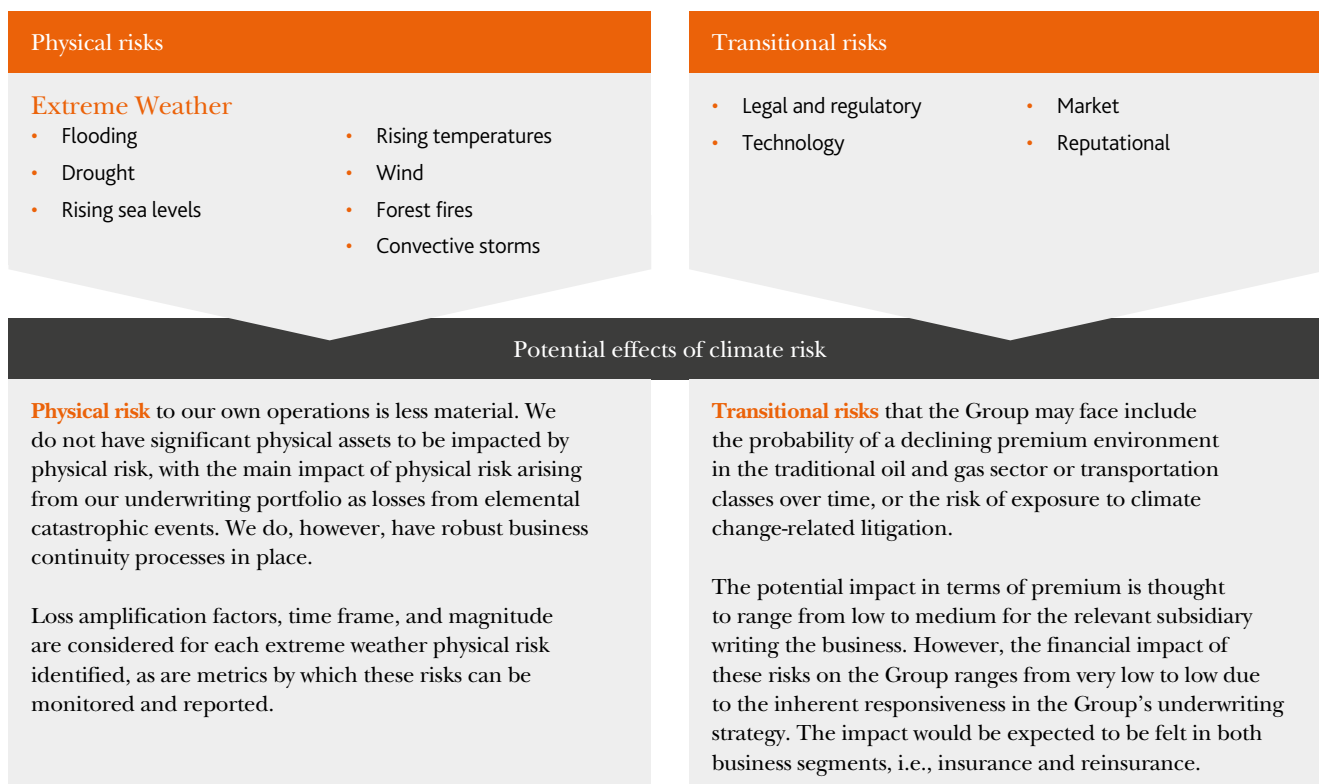 Physical risks
Extreme Weather
• Flooding
• Drought
• Rising sea levels
• Rising temperatures
• Wind
• Forest fires
• Convective storms
Transitional risks
• Legal and regulatory
• Technology
• Market
• Reputational
Potential effects of climate risk
Physical risk to our own operations is less material. We
do not have significant physical assets to be impacted by
physical risk, with the main impact of physical risk arising
from our underwriting portfolio as losses from elemental
catastrophic events. We do, however, have robust business
continuity processes in place.
Loss amplification factors, time frame, and magnitude
are considered for each extreme weather physical risk
identified, as are metrics by which these risks can be
monitored and reported.
Transitional risks that the Group may face include
the probability of a declining premium environment
in the traditional oil and gas sector or transportation
classes over time, or the risk of exposure to climate
change-related litigation.
The potential impact in terms of premium is thought
to range from low to medium for the relevant subsidiary
writing the business. However, the financial impact of
these risks on the Group ranges from very low to low due
to the inherent responsiveness in the Group’s underwriting
strategy. The impact would be expected to be felt in both
business segments, i.e., insurance and reinsurance.